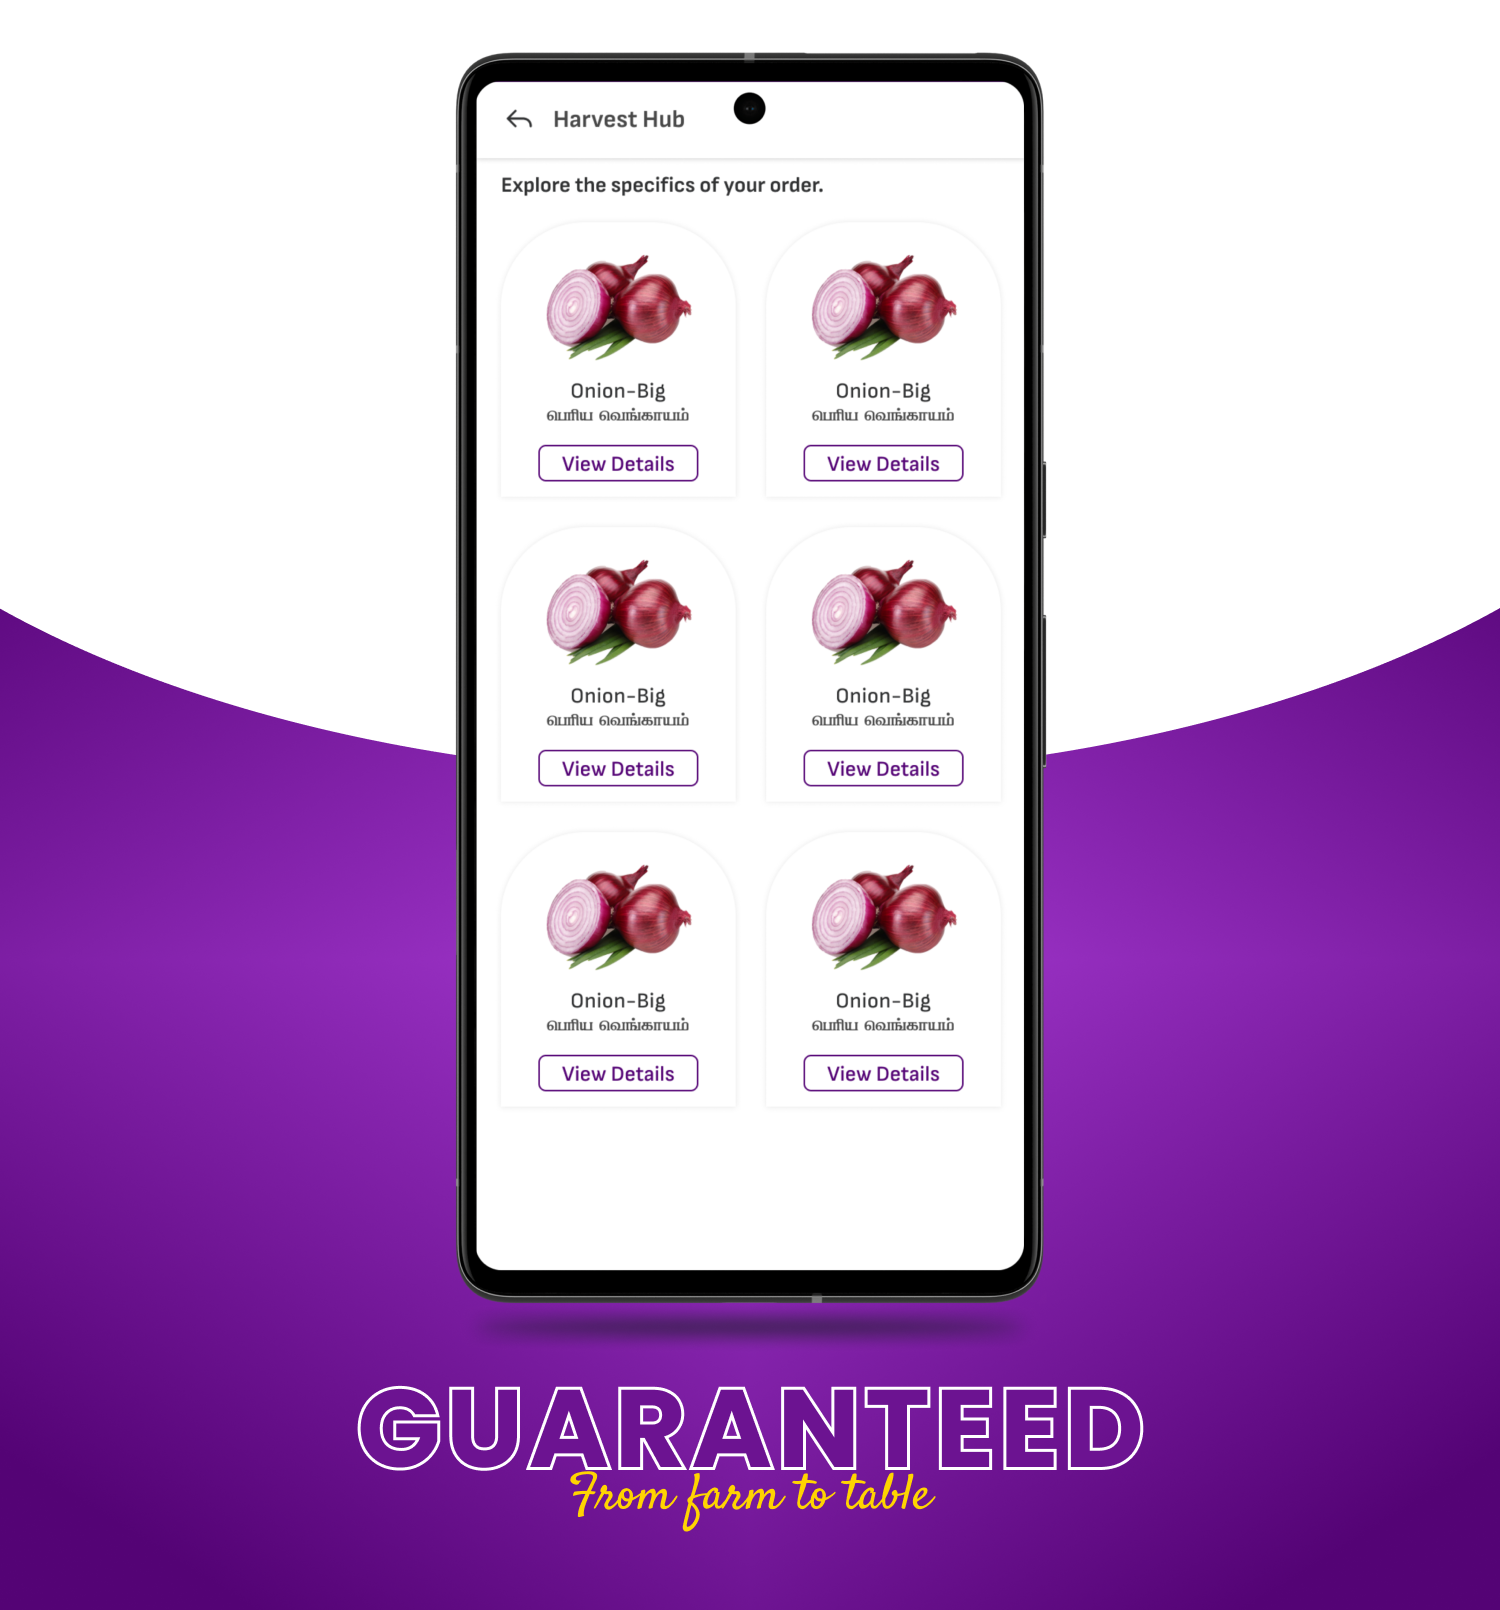 Harvest Hub
Explore the specifics of your order.
Onion-Big
பெரிய வெங்காயம்
View Details
Onion-Big
பெரிய வெங்காயம்
View Details
Onion-Big
பெரிய வெங்காயம்
View Details
Onion-Big
பெரிய வெங்காயம்
View Details
Onion-Big
பெரிய வெங்காயம்
View Details
Onion-Big
பெரிய வெங்காயம்
View Details
GUARANTEED
From farm to table